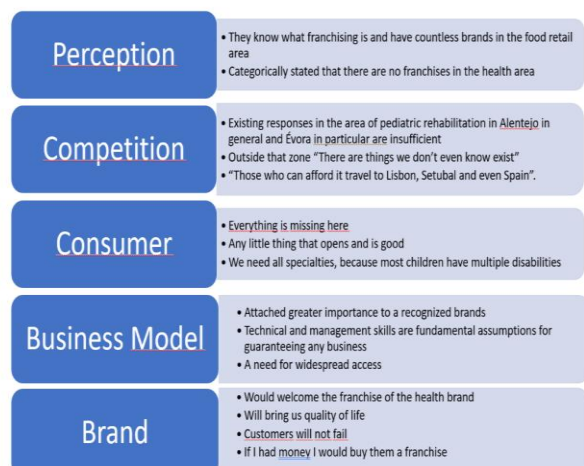 Perception
• They know what franchising is and have countless brands in the food retail
area
• Categorically stated that there are no franchises in the health area
Competition
• Existing responses in the area of pediatric rehabilitation in Alentejo in
general and Évora in particular are insufficient
• Outside that zone “There are things we don’t even know exist”
• “Those who can afford it travel to Lisbon, Setubal and even Spain”.
Consumer
• Everything is missing here
• Any little thing that opens and is good
• We need all specialties, because most children have multiple disabilities
Business Model
• Attached greater importance to a recognized brands
• Technical and management skills are fundamental assumptions for
guaranteeing any business
• A need for widespread access
Brand
• Would welcome the franchise of the health brand
• Will bring us quality of life
• Customers will not fail
• If I had money I would buy them a franchise